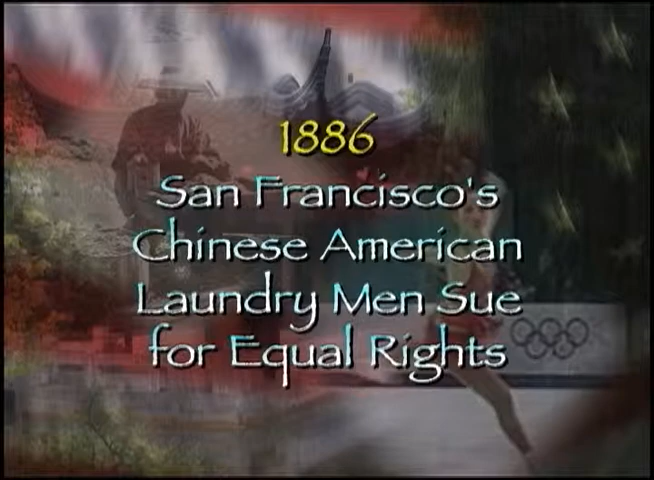 1886
San Francisco's
Chinese American
Laundry Men Sue
for Equal Rights